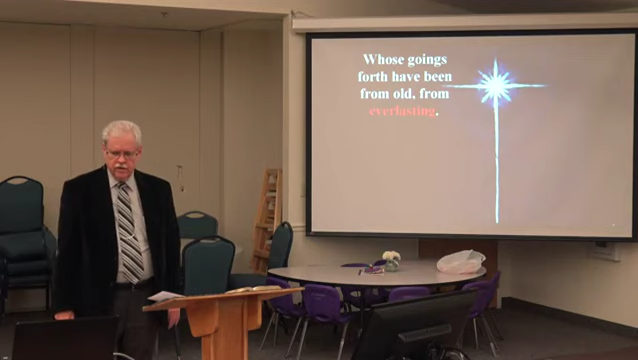 Whose goings
forth have been
from old, from
everlasting.